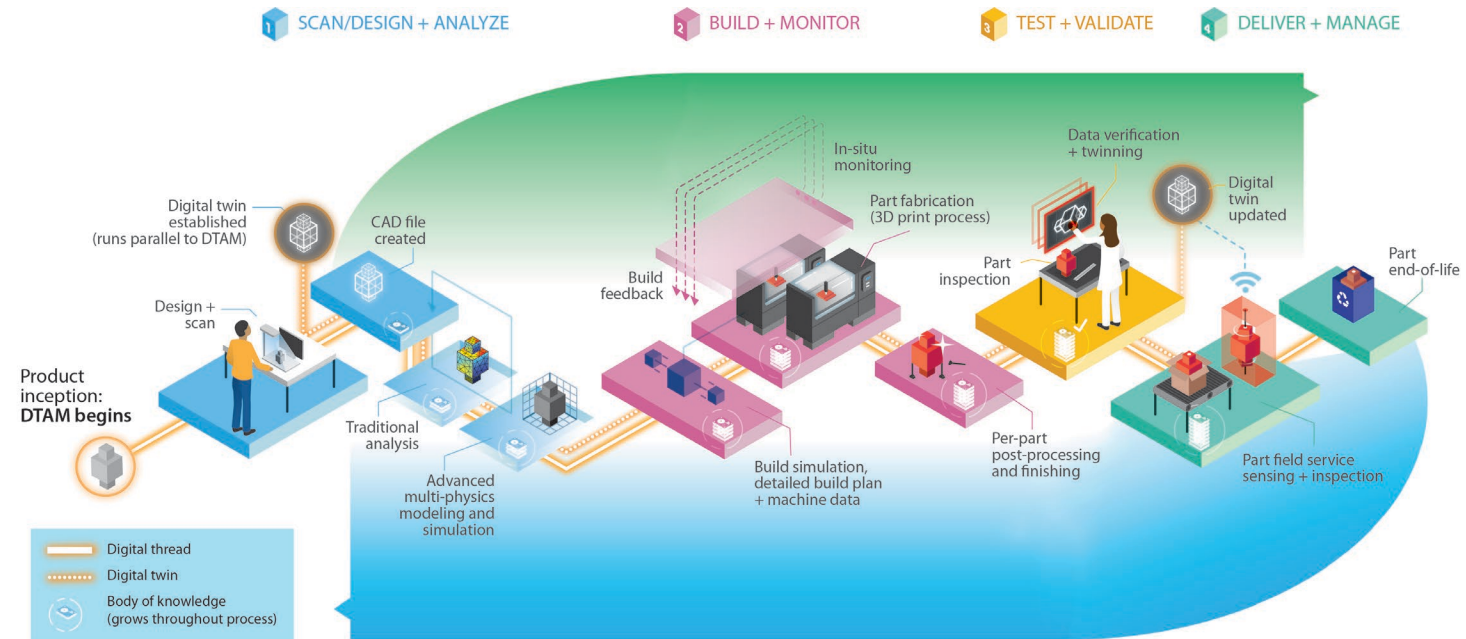 1 SCAN/DESIGN + ANALYZE
2 BUILD + MONITOR
3 TEST + VALIDATE
4 DELIVER + MANAGE
Product
inception:
DTAM begins
Design +
scan
Digital twin
established
(runs parallel to DTAM)
CAD file
created
Traditional
analysis
Advanced
multi-physics
modeling and
simulation
Build
feedback
In-situ
monitoring
Part fabrication
(3D print process)
Build simulation,
detailed build plan
+ machine data
Per-part
post-processing
and finishing
Part
inspection
Data verification
+ twinning
Digital
twin
updated
Part field service
sensing + inspection
Part
end-of-life
Digital thread
Digital twin
Body of knowledge
(grows throughout process)